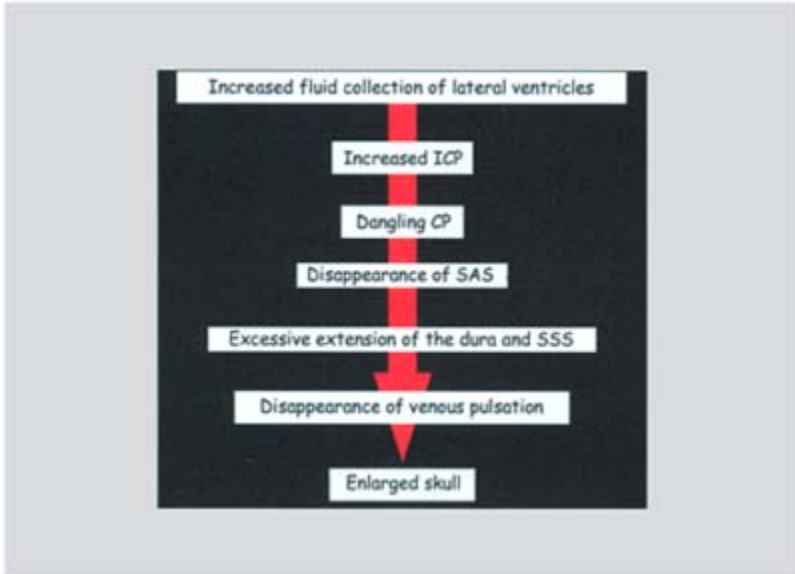 Increased fluid collection of lateral ventricles
Increased ICP
Dangling CP
Disappearance of SAS
Excessive extension of the dura and SSS
Disappearance of venous pulsation
Enlarged skull